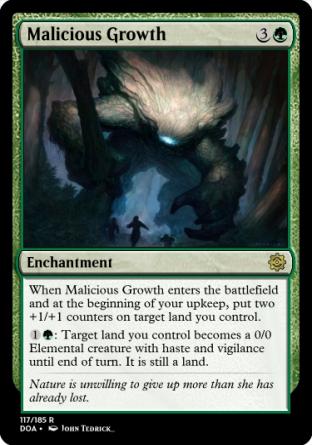 Malicious Growth 3
Enchantment
When Malicious Growth enters the battlefield
and at the beginning of your upkeep, put two
+1/+1 counters on target land you control.
1 : Target land you control becomes a 0/0
Elemental creature with haste and vigilance
until end of turn. It is still a land.
Nature is unwilling to give up more than she has
already lost.
117/185 R
DOA • John Tedrick_